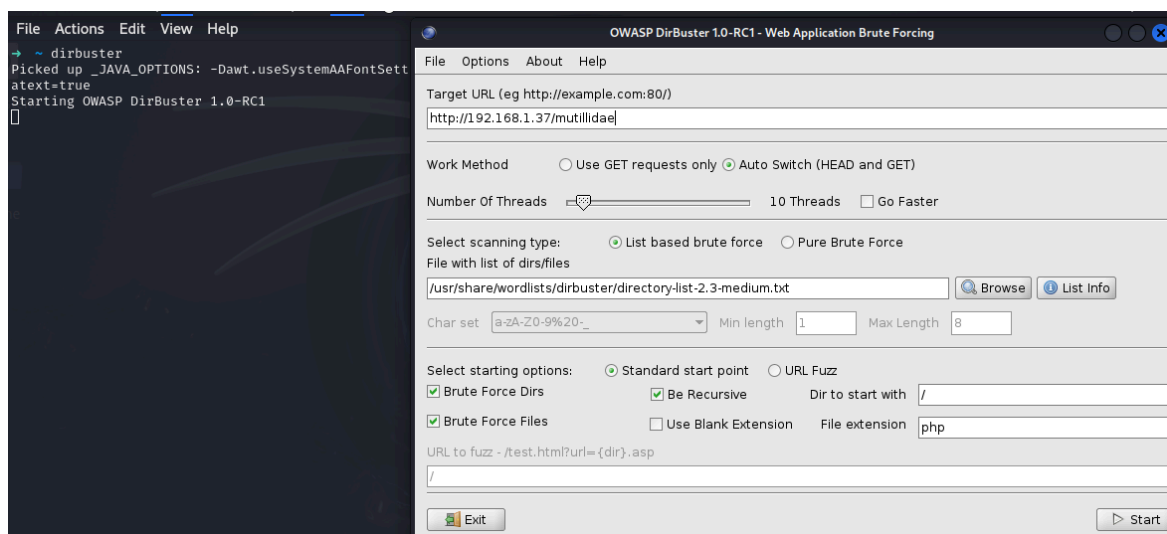 File Actions Edit View Help
→ ~ dirbuster
Picked up _JAVA_OPTIONS: -Dawt.useSystemAAFontSett
atext=true
Starting OWASP DirBuster 1.0-RC1
OWASP DirBuster 1.0-RC1 - Web Application Brute Forcing
File Options About Help
Target URL (eg http://example.com:80/)
http://192.168.1.37/mutillidae
Work Method Use GET requests only Auto Switch (HEAD and GET)
Number Of Threads 10 Threads Go Faster
Select scanning type: List based brute force Pure Brute Force
File with list of dirs/files
/usr/share/wordlists/dirbuster/directory-list-2.3-medium.txt Browse List Info
Char set a-zA-Z0-9%20-_ Min length 1 Max Length 8
Select starting options: Standard start point URL Fuzz
Brute Force Dirs Be Recursive Dir to start with /
Brute Force Files Use Blank Extension File extension php
URL to fuzz - /test.html?url={dir}.asp
/
Exit Start